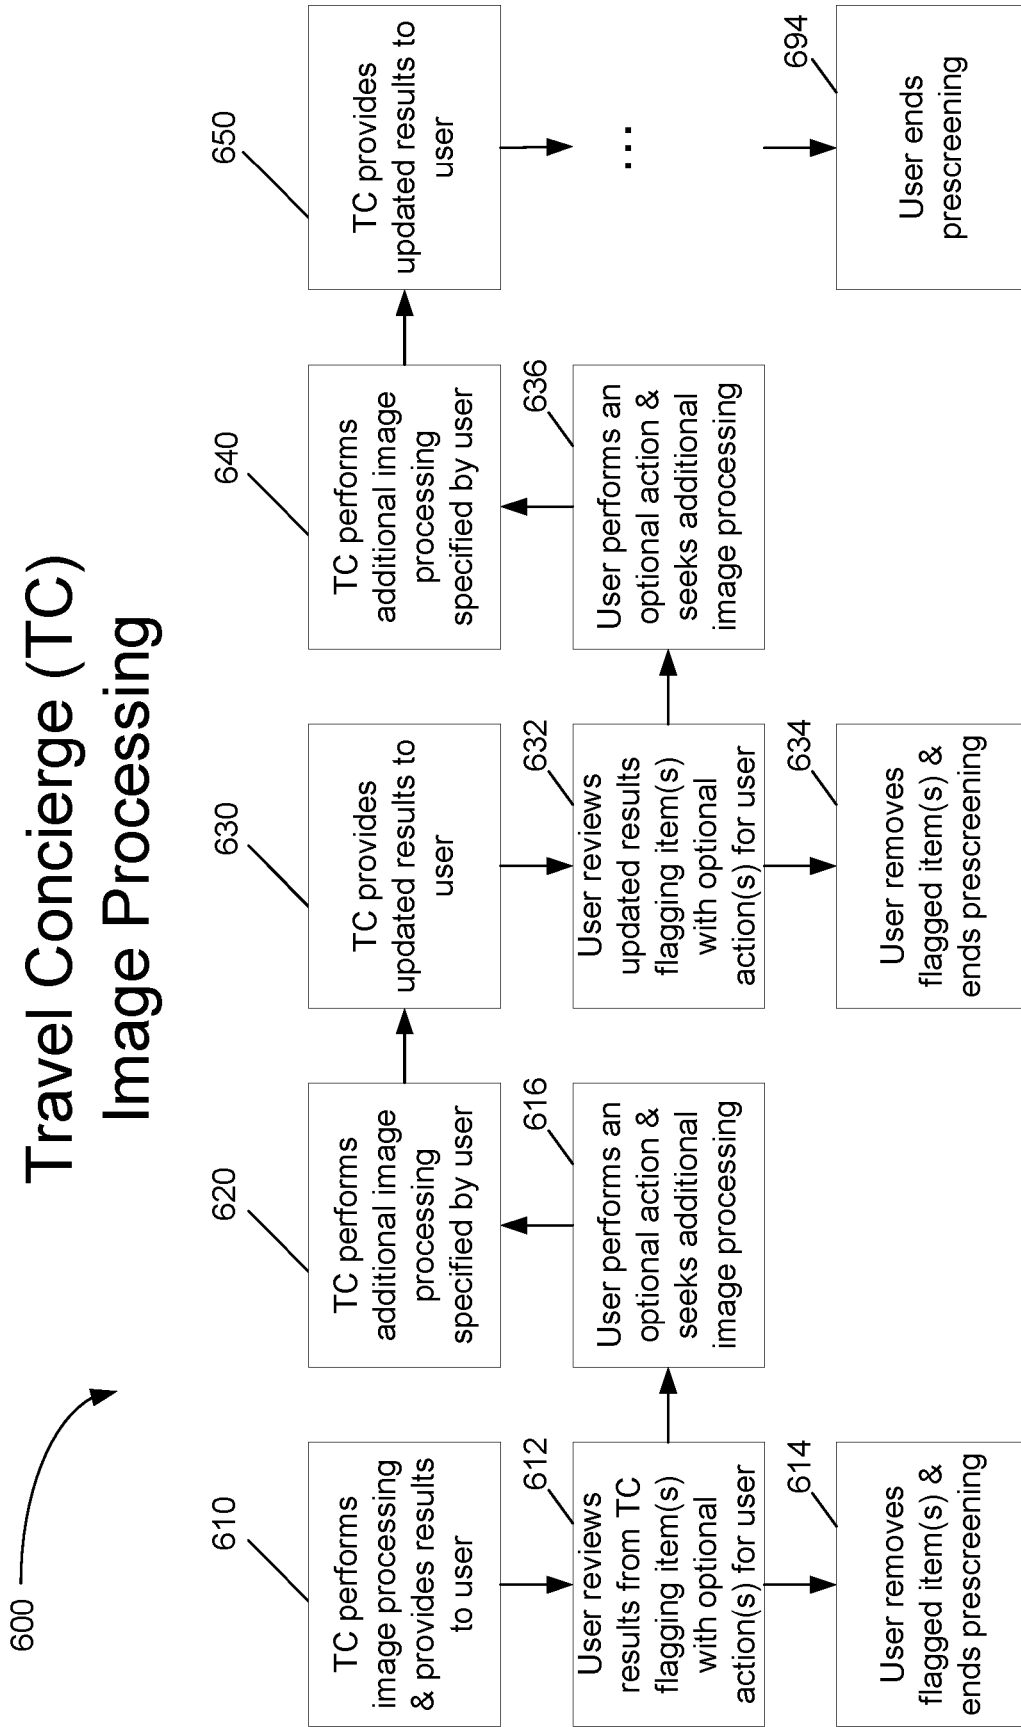 Travel Concierge (TC)
Image Processing
600
610
TC performs
image processing
& provides results
to user
612
User reviews
results from TC
flagging item(s)
with optional
action(s) for user
614
User removes
flagged item(s) &
ends prescreening
620
TC performs
additional image
processing
specified by user
616
User performs an
optional action &
seeks additional
image processing
630
TC provides
updated results to
user
632
User reviews
updated results
flagging item(s)
with optional
action(s) for user
634
User removes
flagged item(s) &
ends prescreening
640
TC performs
additional image
processing
specified by user
636
User performs an
optional action &
seeks additional
image processing
650
TC provides
updated results to
user
...
694
User ends
prescreening